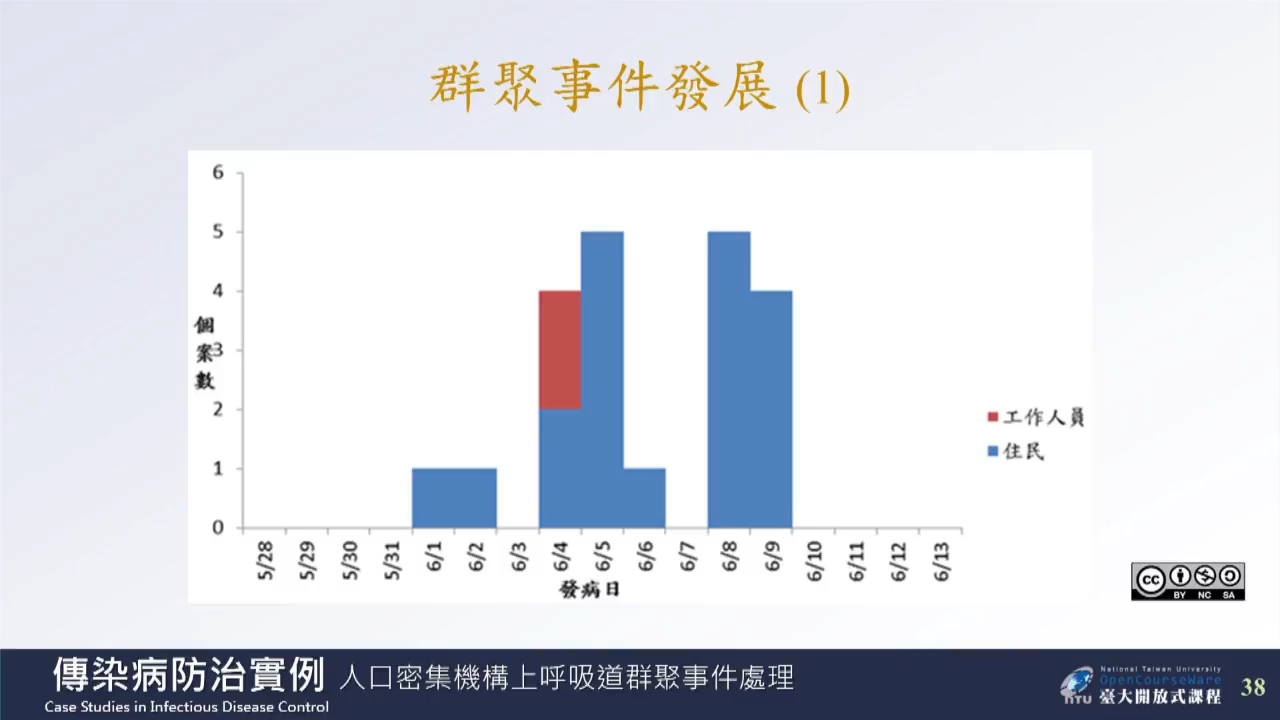 群聚事件發展 (1)
6
5
4
3
2
1
0
個
案
數
5/28
5/29
5/30
5/31
6/1
6/2
6/3
6/4
6/5
6/6
6/7
6/8
6/9
6/10
6/11
6/12
6/13
發病日
工作人員
住民
cc
BY NC SA
傳染病防治實例 人口密集機構上呼吸道群聚事件處理
Case Studies in Infectious Disease Control
National Taiwan University
OpenCourseWare
NTU 臺大開放式課程
38